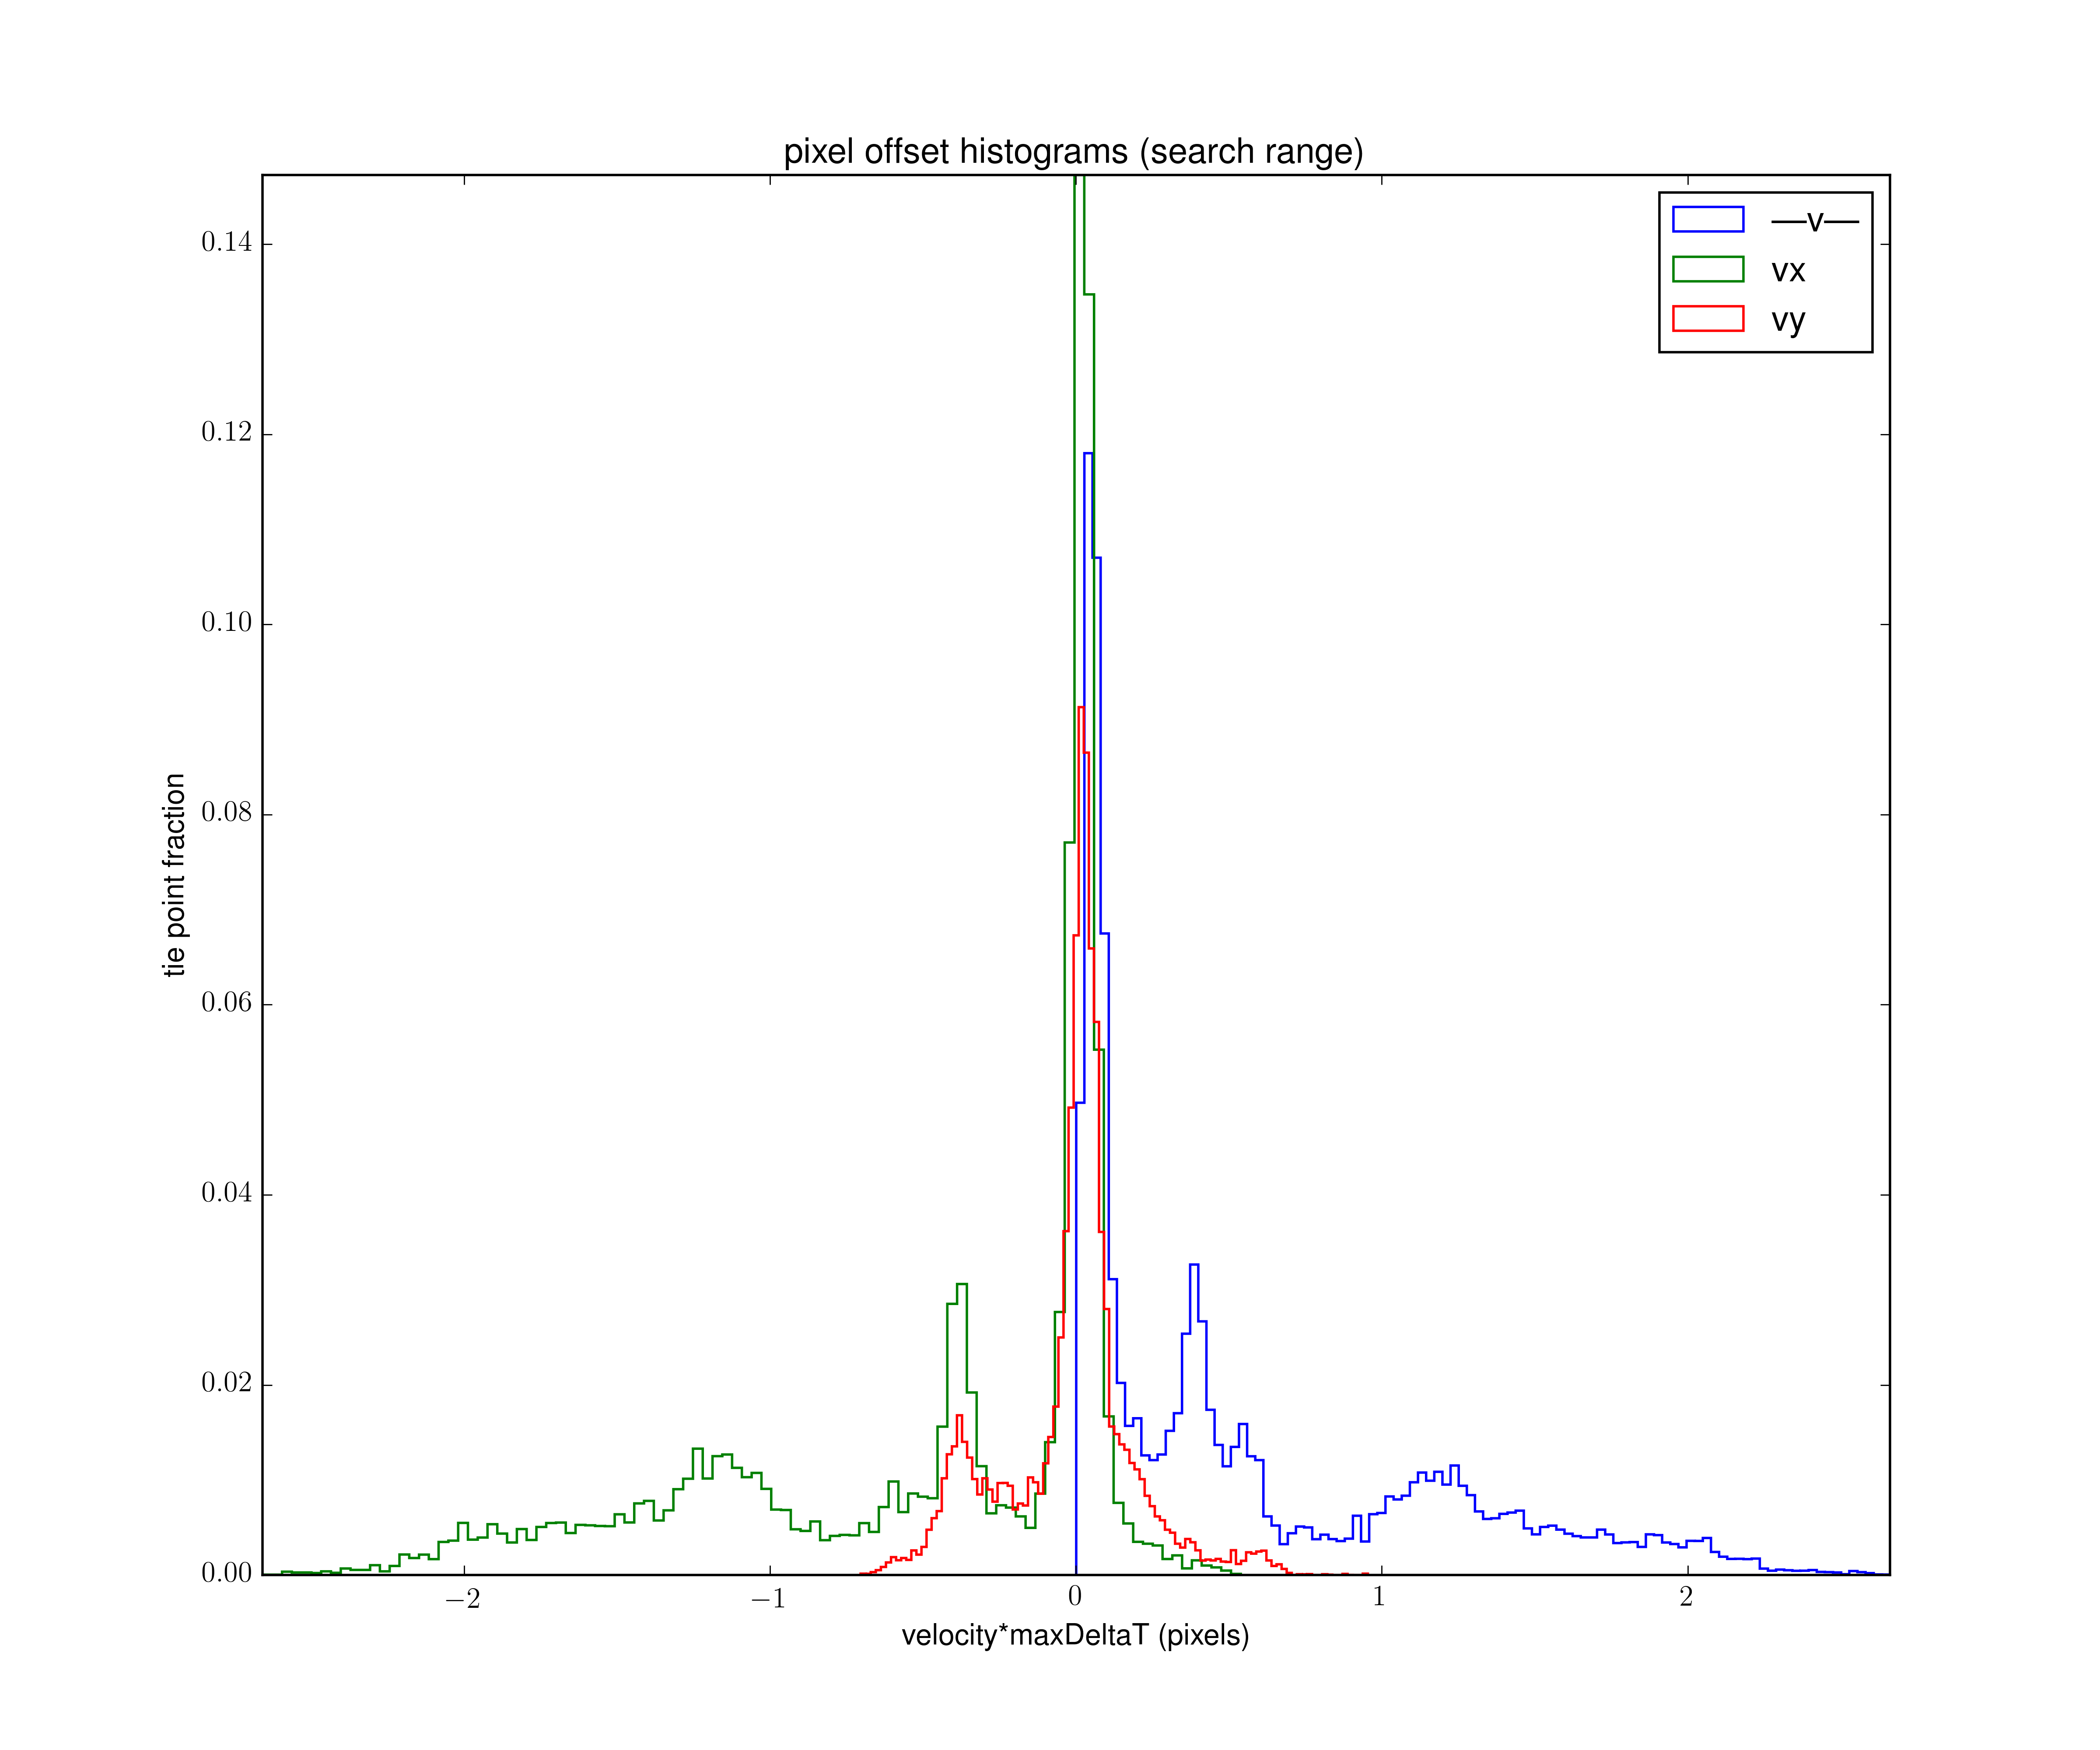 pixel offset histograms (search range)
—v—
vx
vy
0.14
0.12
0.10
0.08
0.06
0.04
0.02
0.00
tie point fraction
−2 −1 0 1 2
velocity*maxDeltaT (pixels)